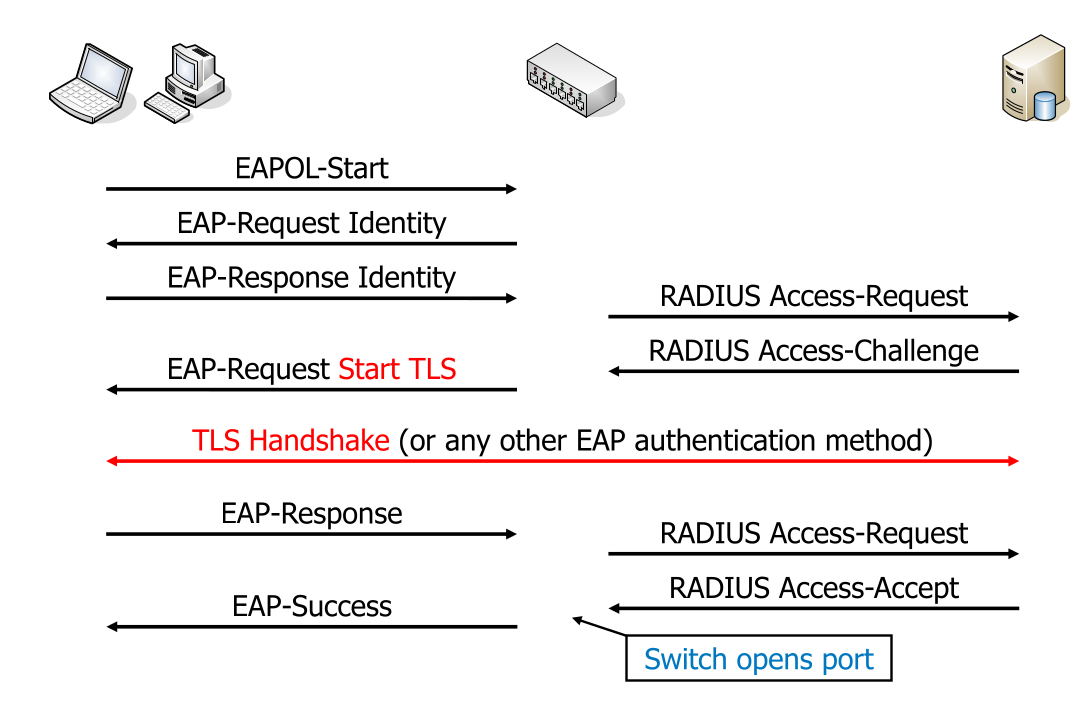 EAPOL-Start
EAP-Request Identity
EAP-Response Identity
RADIUS Access-Request
RADIUS Access-Challenge
EAP-Request Start TLS
TLS Handshake (or any other EAP authentication method)
EAP-Response
RADIUS Access-Request
RADIUS Access-Accept
EAP-Success
Switch opens port